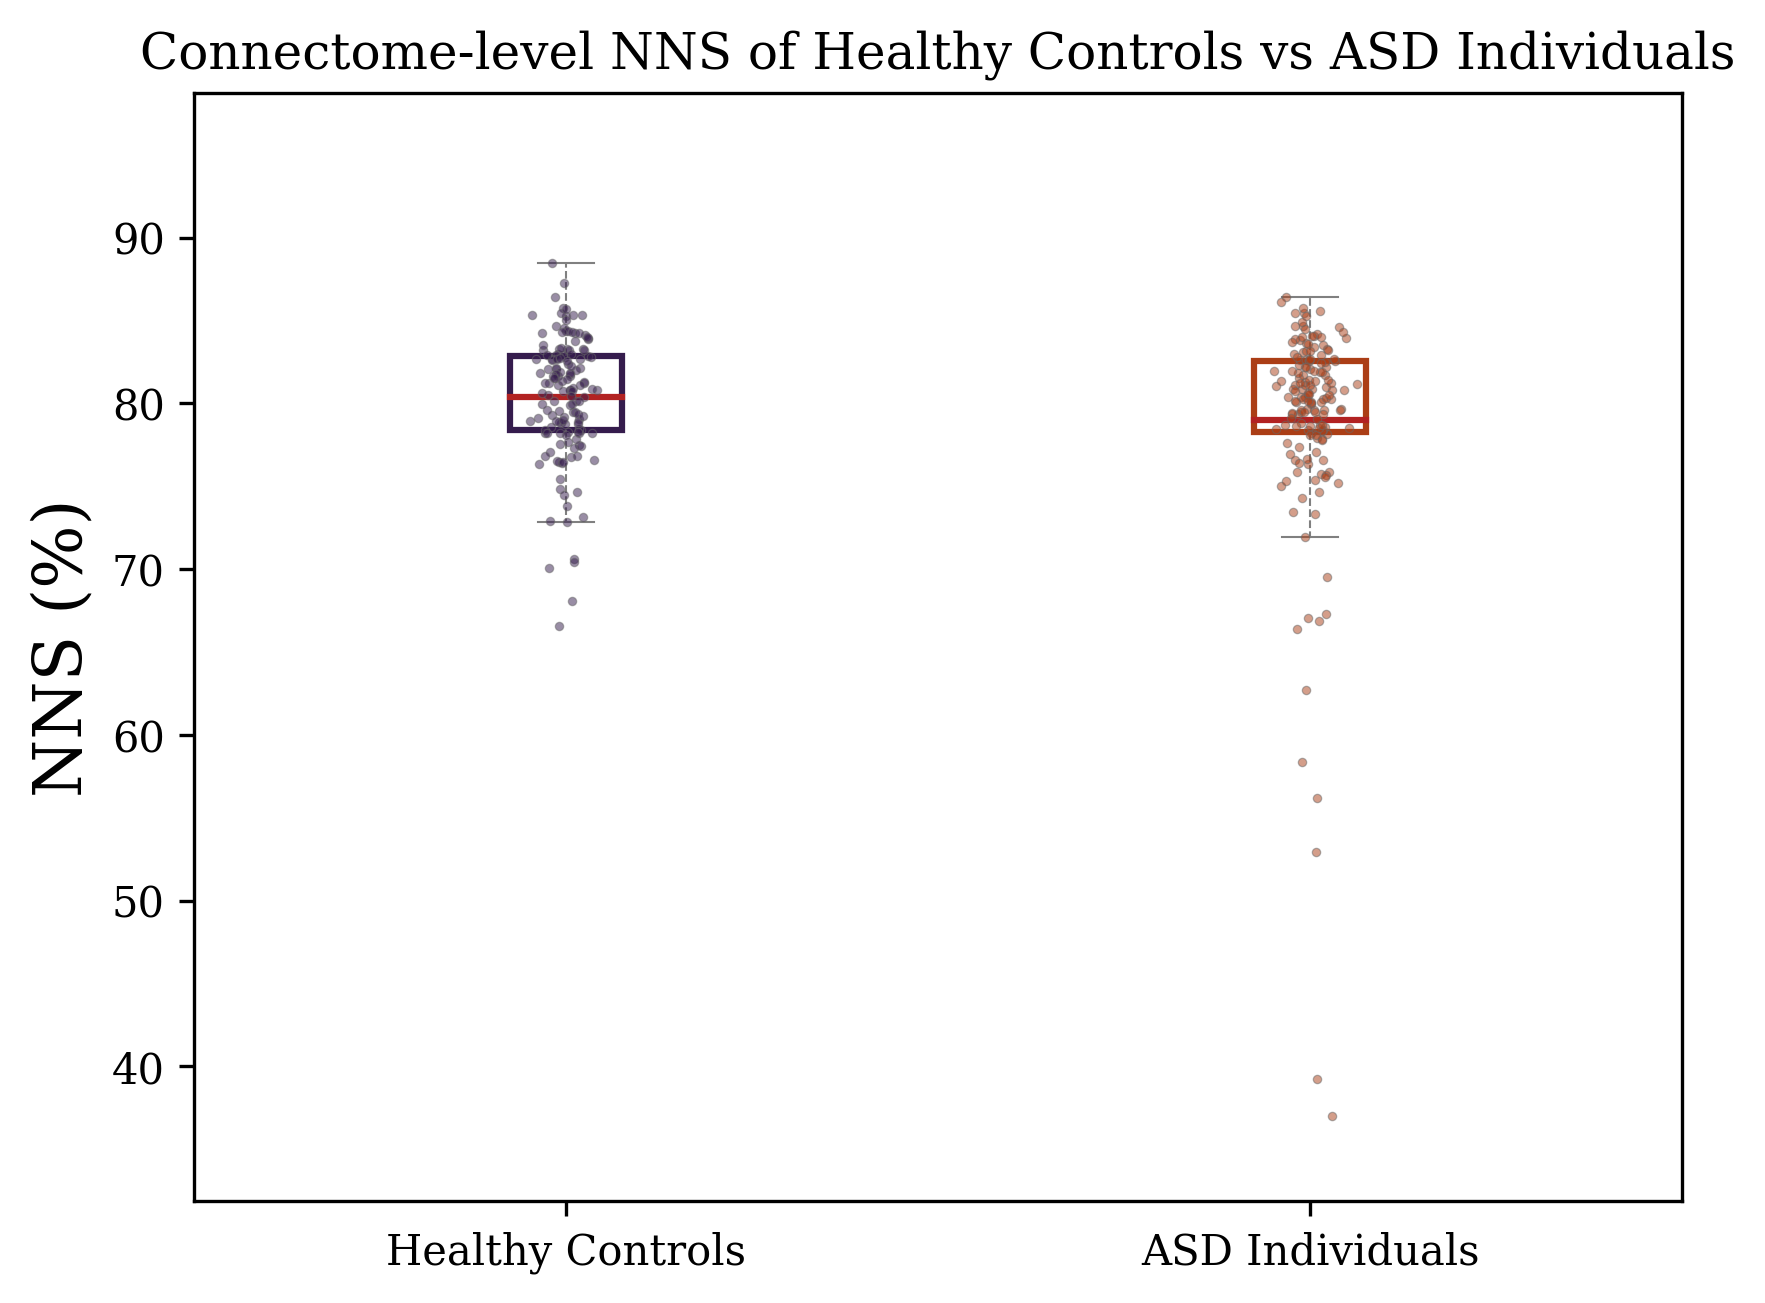 Connectome-level NNS of Healthy Controls vs ASD Individuals
NNS (%)
90
80
70
60
50
40
Healthy Controls
ASD Individuals